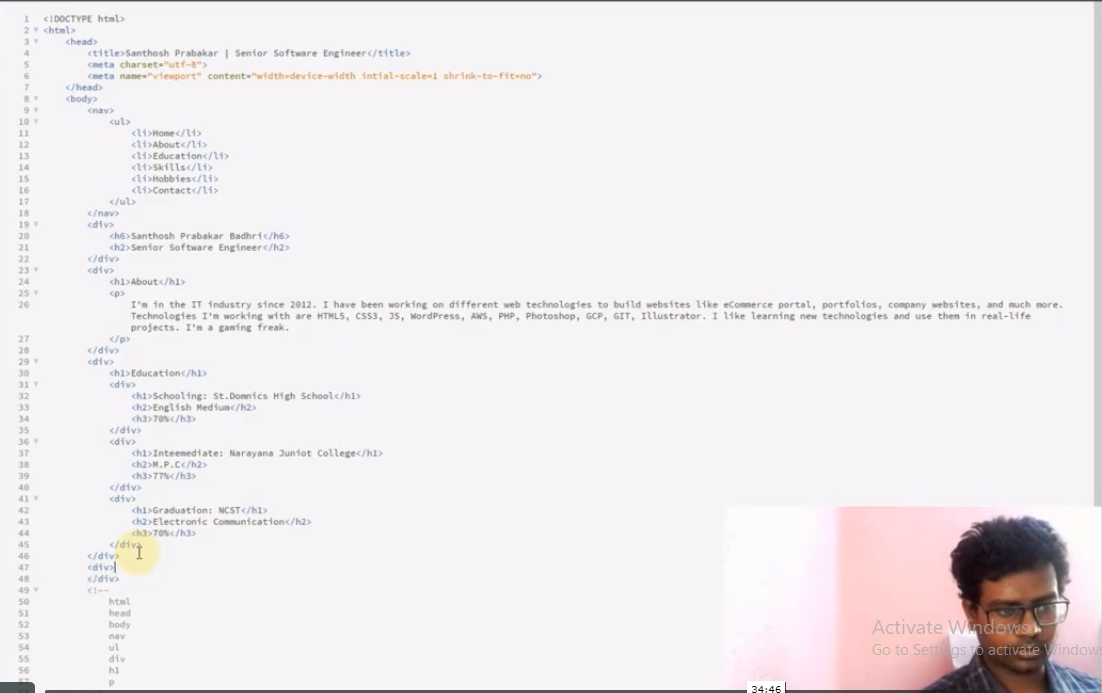 1 <!DOCTYPE html>
2 <html>
3 <head>
4 <title>Santhosh Prabakar | Senior Software Engineer</title>
5 <meta charset="utf-8">
6 <meta name="viewport" content="width=device-width intial-scale=1 shrink-to-fit=no">
7 </head>
8 <body>
9 <nav>
10 <ul>
11 <li>Home</li>
12 <li>About</li>
13 <li>Education</li>
14 <li>Skills</li>
15 <li>Hobbies</li>
16 <li>Contact</li>
17 </ul>
18 </nav>
19 <div>
20 <h6>Santhosh Prabakar Badhri</h6>
21 <h2>Senior Software Engineer</h2>
22 </div>
23 <div>
24 <h1>About</h1>
25 <p>
26 I'm in the IT industry since 2012. I have been working on different web technologies to build websites like eCommerce portal, portfolios, company websites, and much more.
Technologies I'm working with are HTML5, CSS3, JS, WordPress, AWS, PHP, Photoshop, GCP, GIT, Illustrator. I like learning new technologies and use them in real-life
projects. I'm a gaming freak.
27 </p>
28 </div>
29 <div>
30 <h1>Education</h1>
31 <div>
32 <h1>Schooling: St.Domnics High School</h1>
33 <h2>English Medium</h2>
34 <h3>70%</h3>
35 </div>
36 <div>
37 <h1>Inteemediate: Narayana Juniot College</h1>
38 <h2>M.P.C</h2>
39 <h3>77%</h3>
40 </div>
41 <div>
42 <h1>Graduation: NCST</h1>
43 <h2>Electronic Communication</h2>
44 <h3>70%</h3>
45 </div>
46 </div>
47 <div>
48 </div>
49 <!--
50 html
51 head
52 body
53 nav
54 ul
55 div
56 h1
57 p
Activate Windows
Go to Settings to activate Windows
34:46